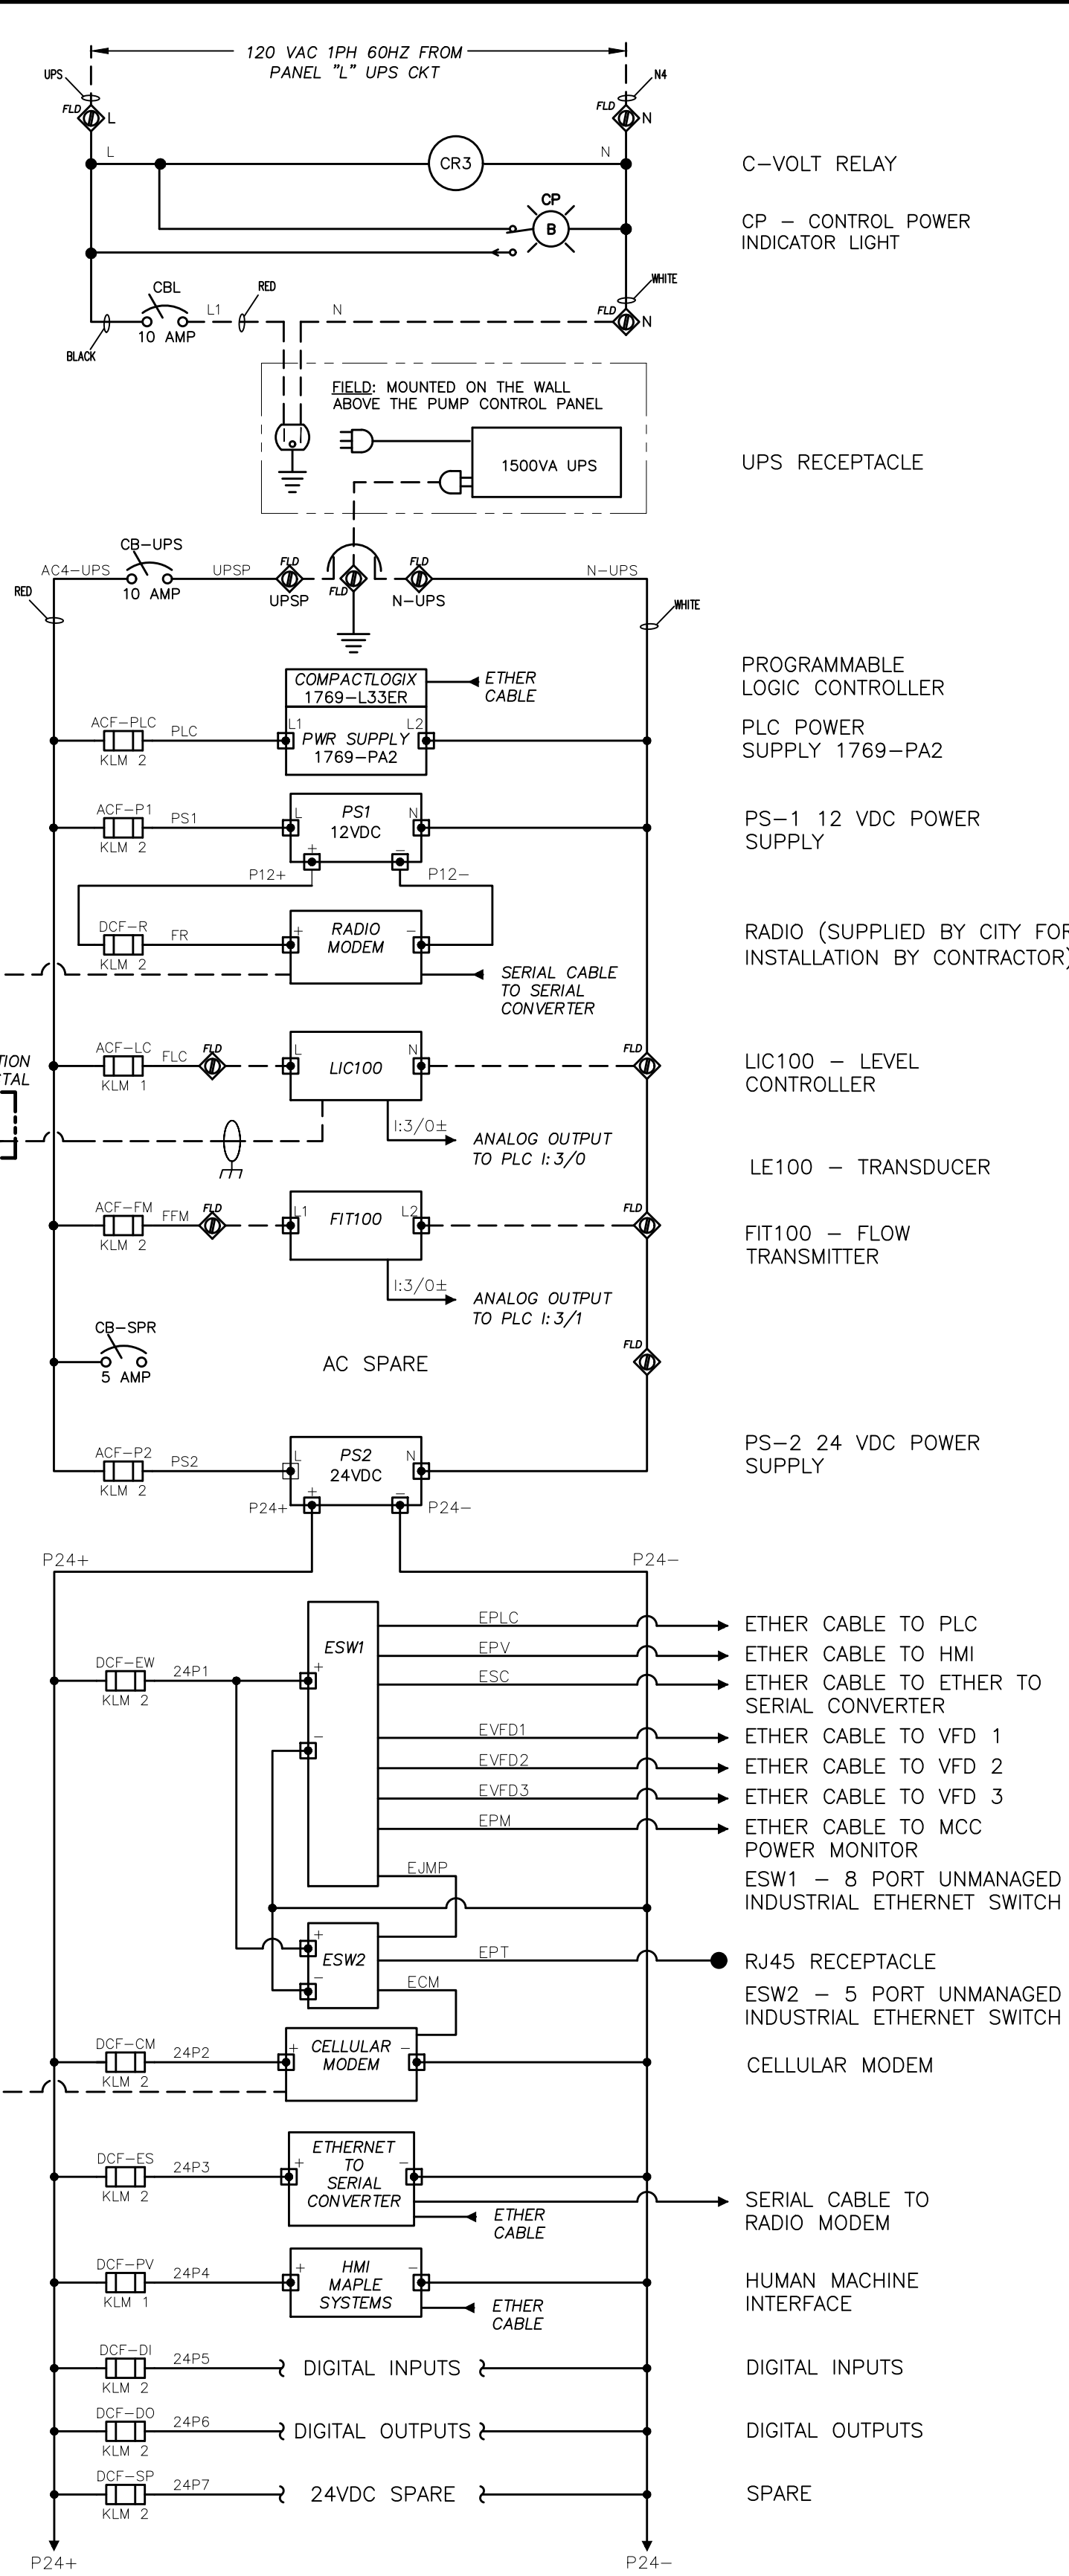 120 VAC 1PH 60HZ FROM
PANEL "L" UPS CKT
UPS
N4
FLD
L
FLD
N
L
CR3
N
C-VOLT RELAY
CP
B
CP - CONTROL POWER
INDICATOR LIGHT
CBL
10 AMP
L1
RED
N
WHITE
FLD
N
BLACK
FIELD: MOUNTED ON THE WALL
ABOVE THE PUMP CONTROL PANEL
1500VA UPS
UPS RECEPTACLE
CB-UPS
AC4-UPS
10 AMP
UPSP
FLD
UPSP
FLD
FLD
N-UPS
N-UPS
RED
WHITE
COMPACTLOGIX
1769-L33ER
ETHER
CABLE
PROGRAMMABLE
LOGIC CONTROLLER
ACF-PLC
KLM 2
PLC
L1
L2
PWR SUPPLY
1769-PA2
PLC POWER
SUPPLY 1769-PA2
ACF-P1
KLM 2
PS1
L
PS1
12VDC
N
+
-
PS-1 12 VDC POWER
SUPPLY
P12+
P12-
DCF-R
KLM 2
FR
+
RADIO
MODEM
-
RADIO (SUPPLIED BY CITY FOR
INSTALLATION BY CONTRACTOR)
SERIAL CABLE
TO SERIAL
CONVERTER
TION
TAL
ACF-LC
KLM 1
FLC
FLD
L
LIC100
N
FLD
LIC100 - LEVEL
CONTROLLER
I:3/0±
ANALOG OUTPUT
TO PLC I:3/0
LE100 - TRANSDUCER
ACF-FM
KLM 2
FFM
FLD
L1
FIT100
L2
FLD
FIT100 - FLOW
TRANSMITTER
I:3/0±
ANALOG OUTPUT
TO PLC I:3/1
CB-SPR
5 AMP
AC SPARE
FLD
ACF-P2
KLM 2
PS2
L
PS2
24VDC
N
+
-
PS-2 24 VDC POWER
SUPPLY
P24+
P24-
P24+
P24-
ESW1
+
-
DCF-EW
KLM 2
24P1
EPLC
ETHER CABLE TO PLC
EPV
ETHER CABLE TO HMI
ESC
ETHER CABLE TO ETHER TO
SERIAL CONVERTER
EVFD1
ETHER CABLE TO VFD 1
EVFD2
ETHER CABLE TO VFD 2
EVFD3
ETHER CABLE TO VFD 3
EPM
ETHER CABLE TO MCC
POWER MONITOR
EJMP
ESW1 - 8 PORT UNMANAGED
INDUSTRIAL ETHERNET SWITCH
+
ESW2
-
EPT
RJ45 RECEPTACLE
ECM
ESW2 - 5 PORT UNMANAGED
INDUSTRIAL ETHERNET SWITCH
DCF-CM
KLM 2
24P2
+
CELLULAR
MODEM
-
CELLULAR MODEM
DCF-ES
KLM 2
24P3
+
ETHERNET
TO
SERIAL
CONVERTER
-
SERIAL CABLE TO
RADIO MODEM
ETHER
CABLE
DCF-PV
KLM 1
24P4
+
HMI
MAPLE
SYSTEMS
-
ETHER
CABLE
HUMAN MACHINE
INTERFACE
DCF-DI
KLM 2
24P5
DIGITAL INPUTS
DIGITAL INPUTS
DCF-DO
KLM 2
24P6
DIGITAL OUTPUTS
DIGITAL OUTPUTS
DCF-SP
KLM 2
24P7
24VDC SPARE
SPARE
P24+
P24-